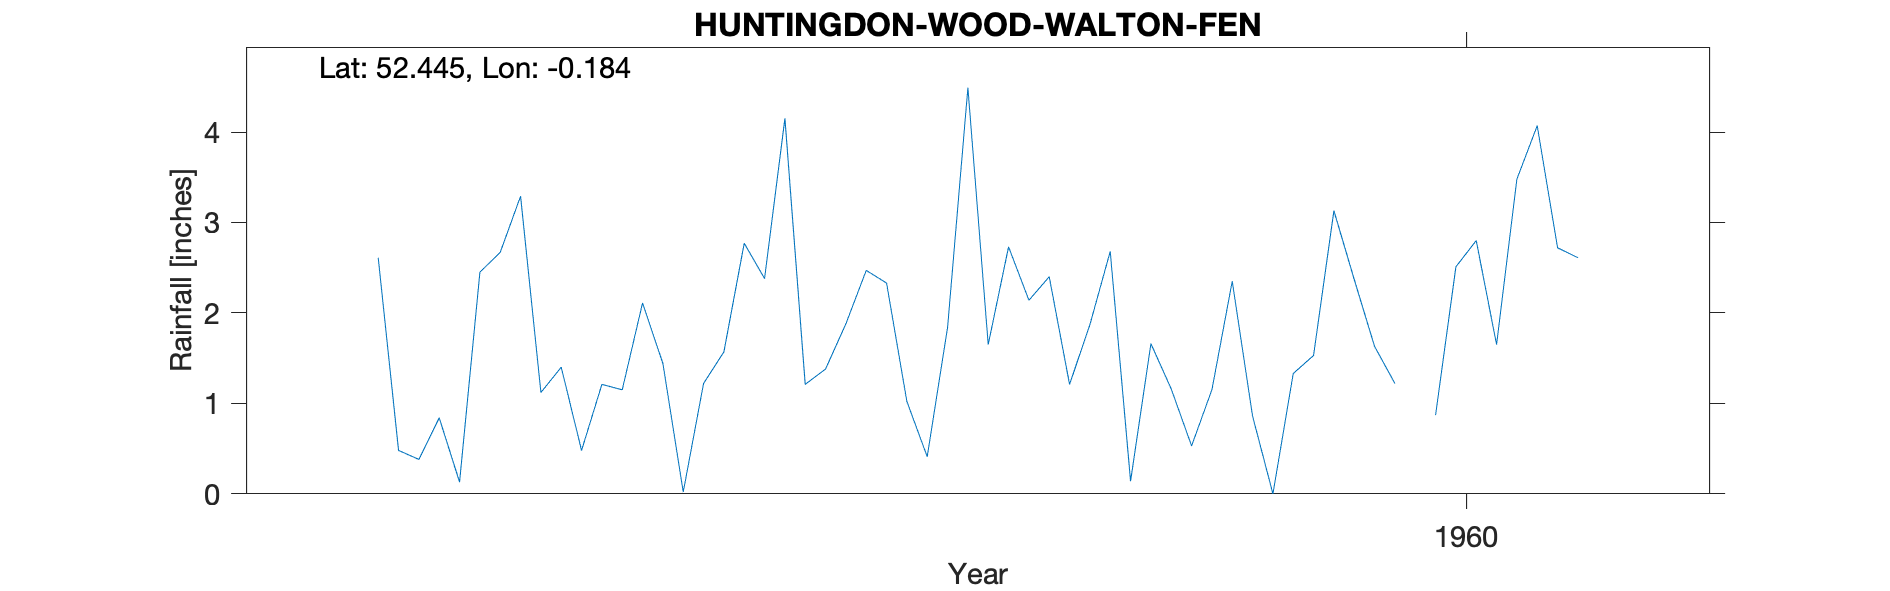 HUNTINGDON-WOOD-WALTON-FEN
Lat: 52.445, Lon: -0.184
4
3
2
1
0
Rainfall [inches]
1960
Year